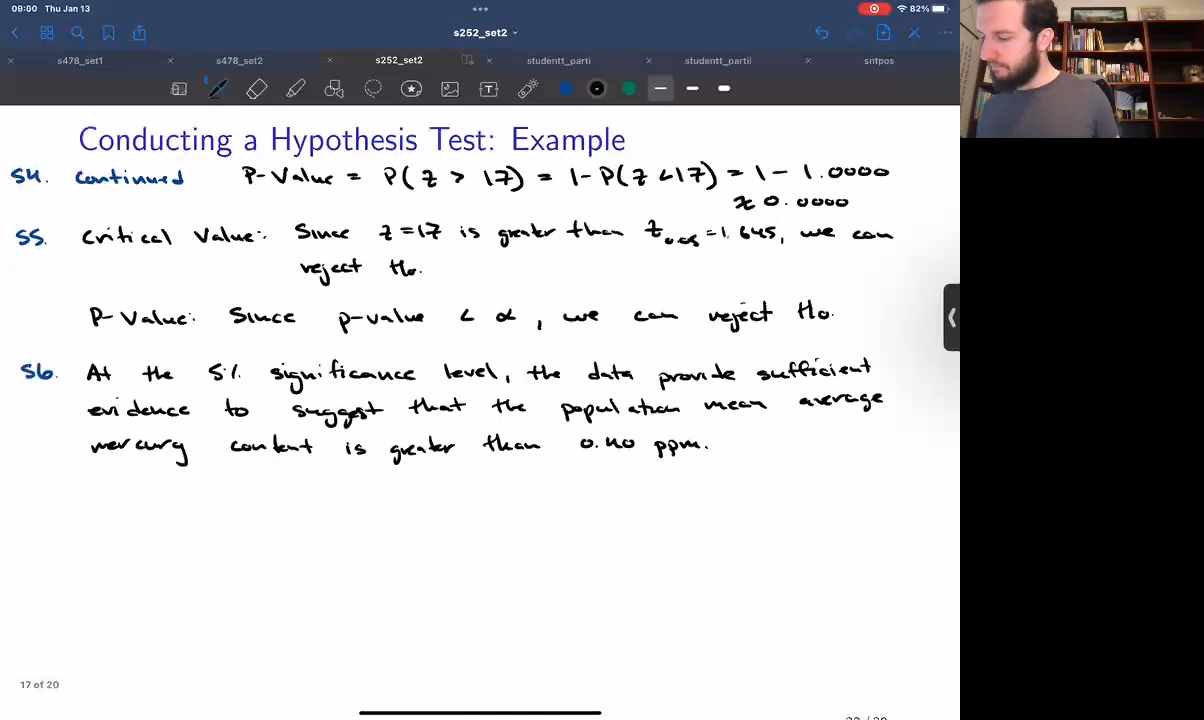 09:00 Thu Jan 13
82%
s252_set2
s478_set1
s478_set2
s252_set2
studentt_parti
studentt_partii
sntpos
Conducting a Hypothesis Test: Example
S4. Continued P-Value = P(Z > 17) = 1 - P(Z < 17) = 1 - 1.0000
≈ 0.0000
S5. Critical Value: Since Z=17 is greater than Z0.05=1.645, we can
reject H0.
P-Value: Since p-value < α, we can reject H0.
S6. At the 5% significance level, the data provide sufficient
evidence to suggest that the population mean average
mercury content is greater than 0.40 ppm.
17 of 20